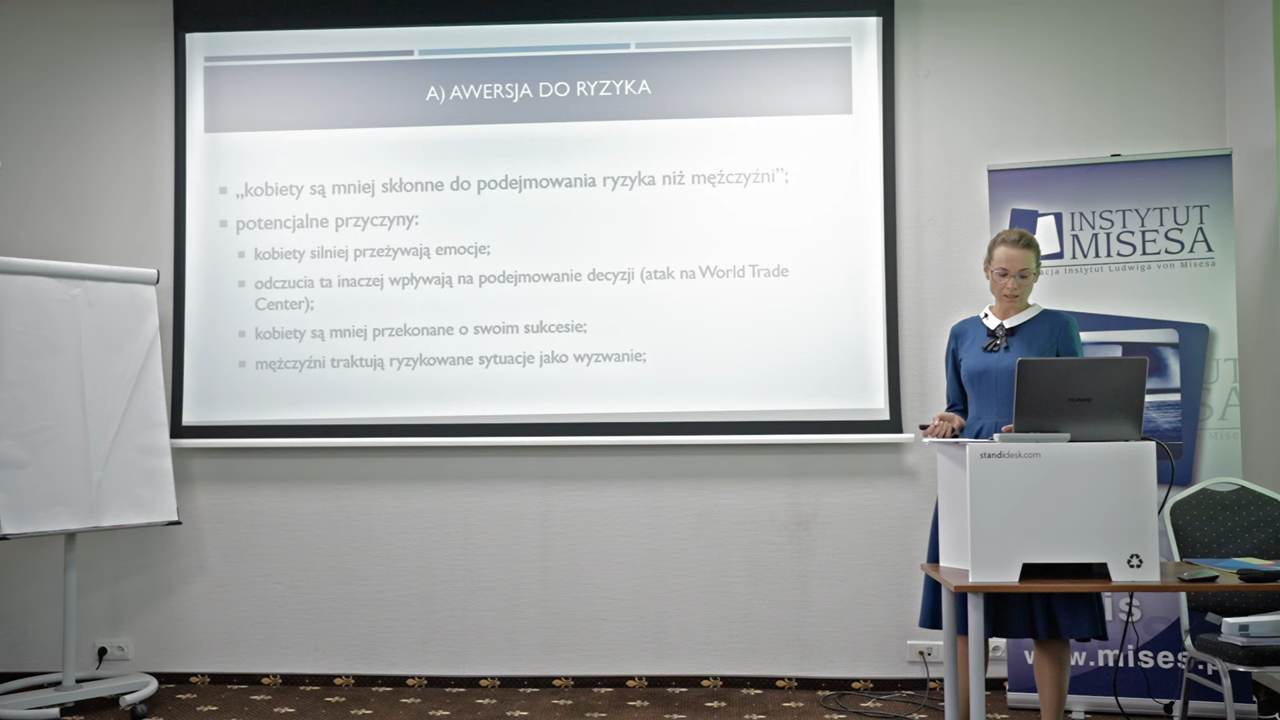 A) AWERSJA DO RYZYKA
„kobiety są mniej skłonne do podejmowania ryzyka niż mężczyźni”;
potencjalne przyczyny:
kobiety silniej przeżywają emocje;
odczucia ta inaczej wpływają na podejmowanie decyzji (atak na World Trade
Center);
kobiety są mniej przekonane o swoim sukcesie;
mężczyźni traktują ryzykowane sytuacje jako wyzwanie;
INSTYTUT
MISESA
Instytut Ludwiga von Misesa
standidesk.com
www.mises.p